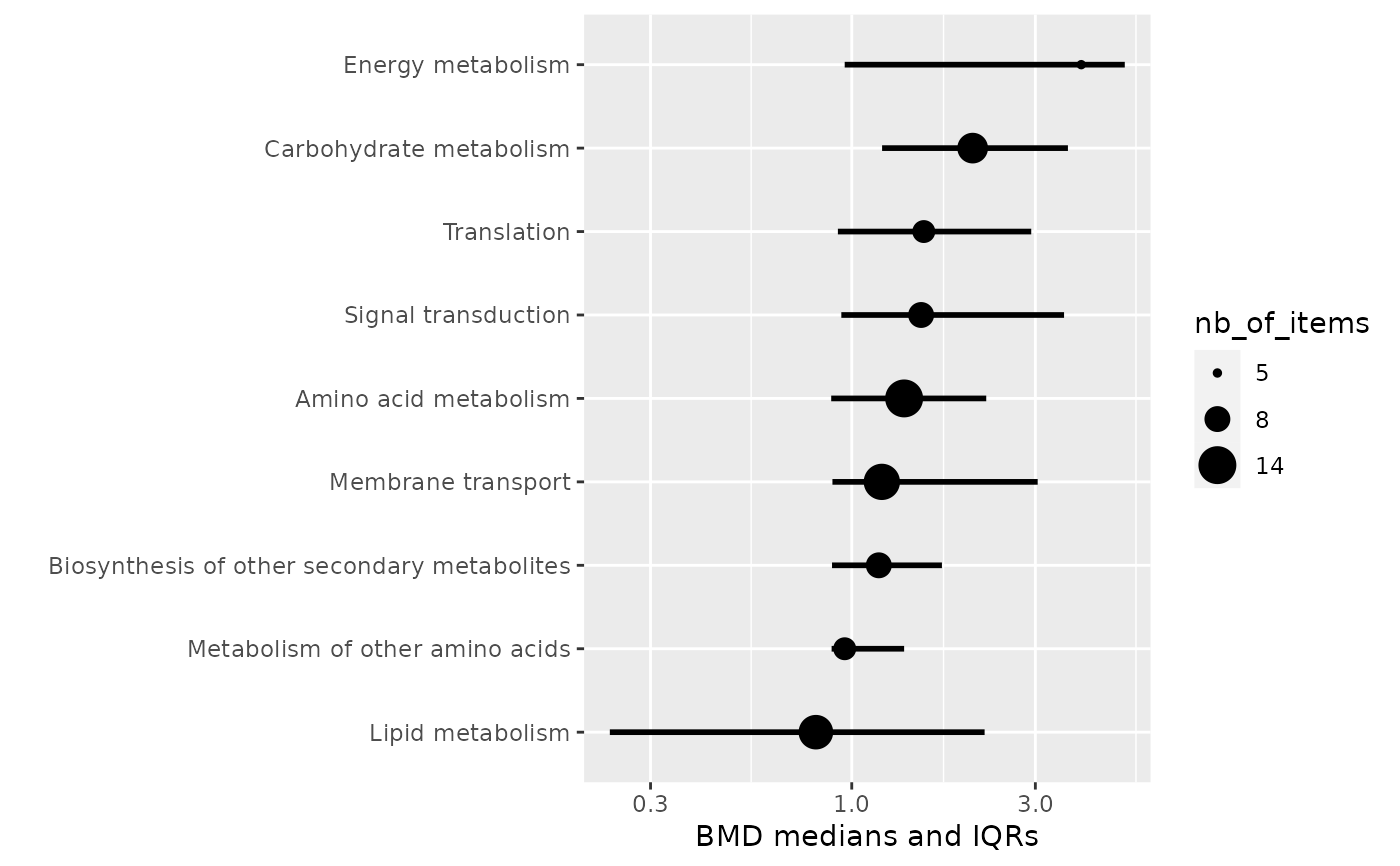 Energy metabolism
Carbohydrate metabolism
Translation
Signal transduction
Amino acid metabolism
Membrane transport
Biosynthesis of other secondary metabolites
Metabolism of other amino acids
Lipid metabolism
0.3 1.0 3.0
BMD medians and IQRs
nb_of_items
5
8
14